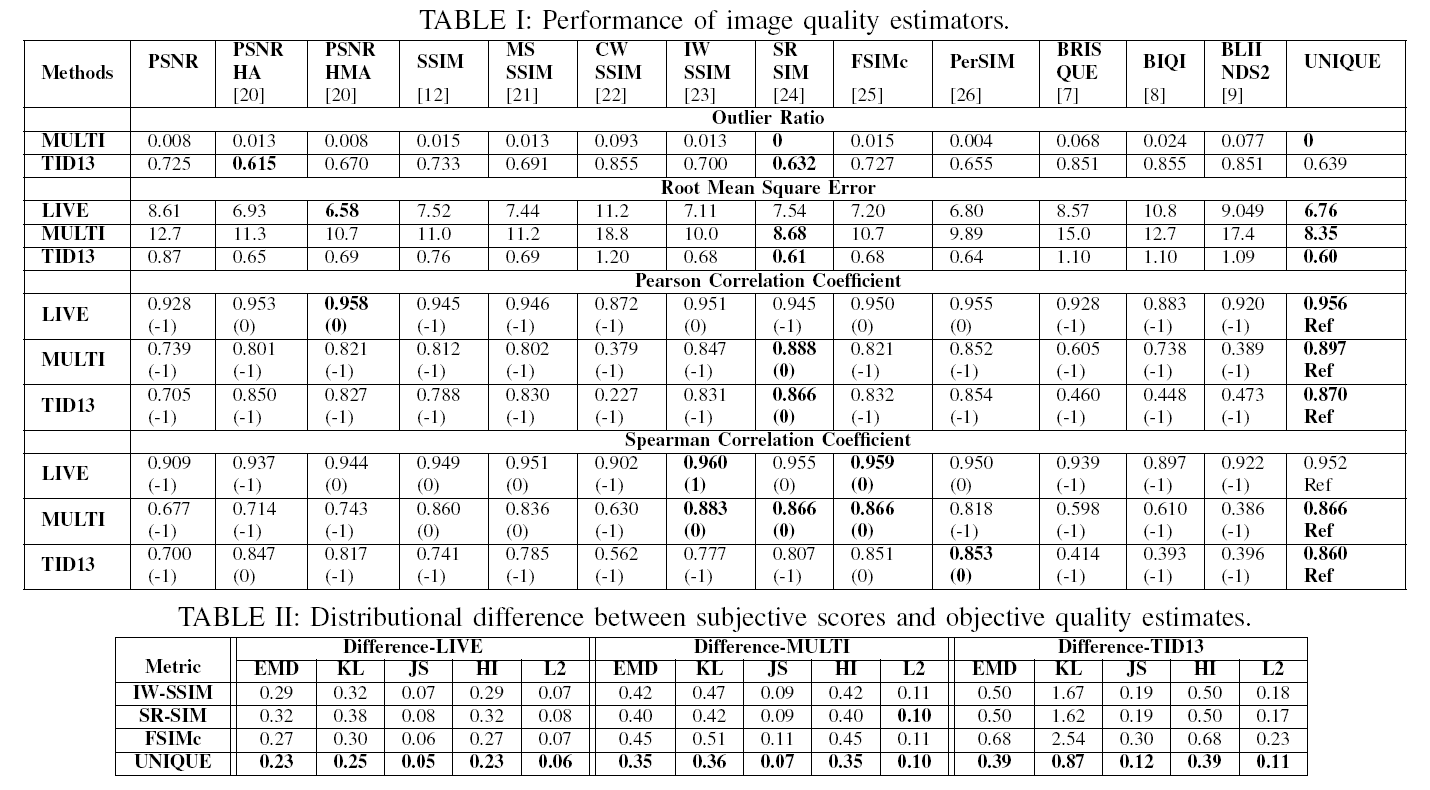 TABLE I: Performance of image quality estimators.
Methods PSNR PSNR HA [20] PSNR HMA [20] SSIM [12] MS SSIM [21] CW SSIM [22] IW SSIM [23] SR SIM [24] FSIMc [25] PerSIM [26] BRIS QUE [7] BIQI [8] BLII NDS2 [9] UNIQUE
Outlier Ratio
MULTI 0.008 0.013 0.008 0.015 0.013 0.093 0.013 0 0.015 0.004 0.068 0.024 0.077 0
TID13 0.725 0.615 0.670 0.733 0.691 0.855 0.700 0.632 0.727 0.655 0.851 0.855 0.851 0.639
Root Mean Square Error
LIVE 8.61 6.93 6.58 7.52 7.44 11.2 7.11 7.54 7.20 6.80 8.57 10.8 9.049 6.76
MULTI 12.7 11.3 10.7 11.0 11.2 18.8 10.0 8.68 10.7 9.89 15.0 12.7 17.4 8.35
TID13 0.87 0.65 0.69 0.76 0.69 1.20 0.68 0.61 0.68 0.64 1.10 1.10 1.09 0.60
Pearson Correlation Coefficient
LIVE 0.928 0.953 0.958 0.945 0.946 0.872 0.951 0.945 0.950 0.955 0.928 0.883 0.920 0.956
(-1) (0) (0) (-1) (-1) (-1) (0) (-1) (0) (0) (-1) (-1) (-1) Ref
MULTI 0.739 0.801 0.821 0.812 0.802 0.379 0.847 0.888 0.821 0.852 0.605 0.738 0.389 0.897
(-1) (-1) (-1) (-1) (-1) (-1) (-1) (0) (-1) (-1) (-1) (-1) (-1) Ref
TID13 0.705 0.850 0.827 0.788 0.830 0.227 0.831 0.866 0.832 0.854 0.460 0.448 0.473 0.870
(-1) (-1) (-1) (-1) (-1) (-1) (-1) (0) (-1) (-1) (-1) (-1) (-1) Ref
Spearman Correlation Coefficient
LIVE 0.909 0.937 0.944 0.949 0.951 0.902 0.960 0.955 0.959 0.950 0.939 0.897 0.922 0.952
(-1) (-1) (0) (0) (0) (-1) (1) (0) (0) (0) (-1) (-1) (-1) Ref
MULTI 0.677 0.714 0.743 0.860 0.836 0.630 0.883 0.866 0.866 0.818 0.598 0.610 0.386 0.866
(-1) (-1) (-1) (0) (0) (-1) (0) (0) (0) (-1) (-1) (-1) (-1) Ref
TID13 0.700 0.847 0.817 0.741 0.785 0.562 0.777 0.807 0.851 0.853 0.414 0.393 0.396 0.860
(-1) (0) (-1) (-1) (-1) (-1) (-1) (-1) (0) (0) (-1) (-1) (-1) Ref
TABLE II: Distributional difference between subjective scores and objective quality estimates.
Metric Difference-LIVE Difference-MULTI Difference-TID13
EMD KL JS HI L2 EMD KL JS HI L2 EMD KL JS HI L2
IW-SSIM 0.29 0.32 0.07 0.29 0.07 0.42 0.47 0.09 0.42 0.11 0.50 1.67 0.19 0.50 0.18
SR-SIM 0.32 0.38 0.08 0.32 0.08 0.40 0.42 0.09 0.40 0.10 0.50 1.62 0.19 0.50 0.17
FSIMc 0.27 0.30 0.06 0.27 0.07 0.45 0.51 0.11 0.45 0.11 0.68 2.54 0.30 0.68 0.23
UNIQUE 0.23 0.25 0.05 0.23 0.06 0.35 0.36 0.07 0.35 0.10 0.39 0.87 0.12 0.39 0.11